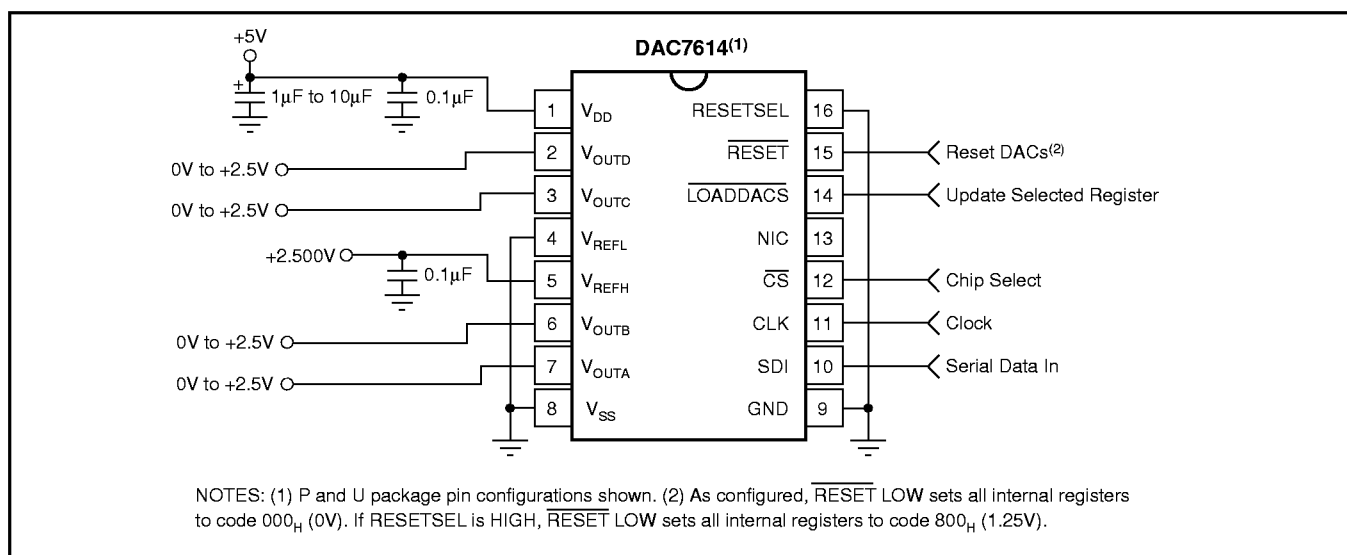 +5V
DAC7614(1)
+
1µF to 10µF
0.1µF
1 VDD
RESETSEL 16
0V to +2.5V
2 VOUTD
RESET 15
Reset DACs(2)
0V to +2.5V
3 VOUTC
LOADDACS 14
Update Selected Register
4 VREFL
NIC 13
+2.500V
0.1µF
5 VREFH
CS 12
Chip Select
0V to +2.5V
6 VOUTB
CLK 11
Clock
0V to +2.5V
7 VOUTA
SDI 10
Serial Data In
8 VSS
GND 9
NOTES: (1) P and U package pin configurations shown. (2) As configured, RESET LOW sets all internal registers
to code 000H (0V). If RESETSEL is HIGH, RESET LOW sets all internal registers to code 800H (1.25V).